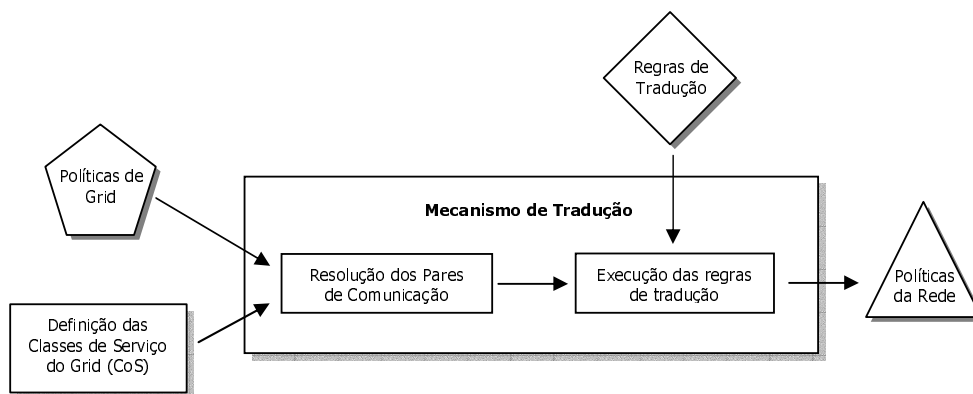 Regras de
Tradução
Políticas de
Grid
Mecanismo de Tradução
Resolução dos Pares
de Comunicação
Execução das regras
de tradução
Políticas
da Rede
Definição das
Classes de Serviço
do Grid (CoS)